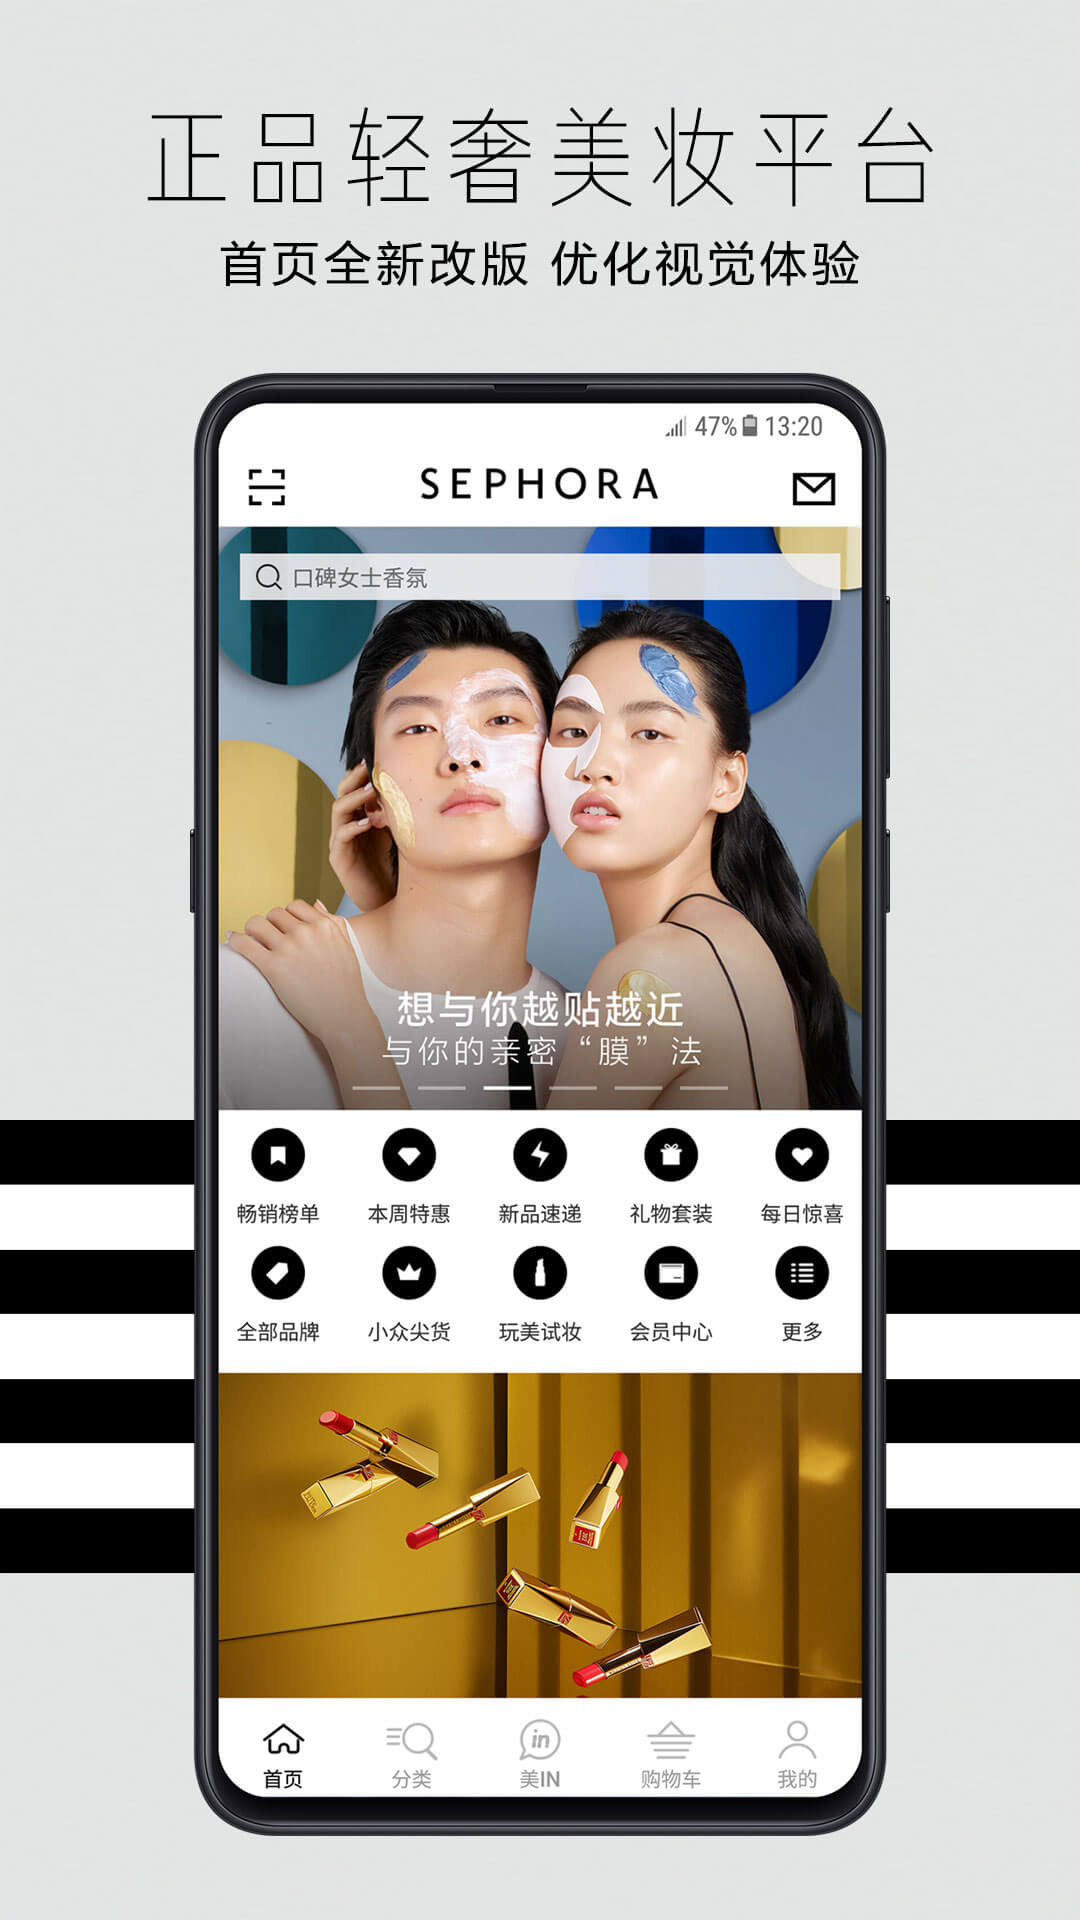 正品轻奢美妆平台
首页全新改版 优化视觉体验
47% 13:20
SEPHORA
口碑女士香氛
想与你越贴越近
与你的亲密“膜”法
畅销榜单 本周特惠 新品速递 礼物套装 每日惊喜
全部品牌 小众尖货 玩美试妆 会员中心 更多
in
首页 分类 美IN 购物车 我的